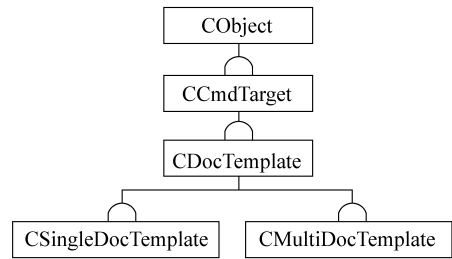 CObject
CCmdTarget
CDocTemplate
CSingleDocTemplate
CMultiDocTemplate